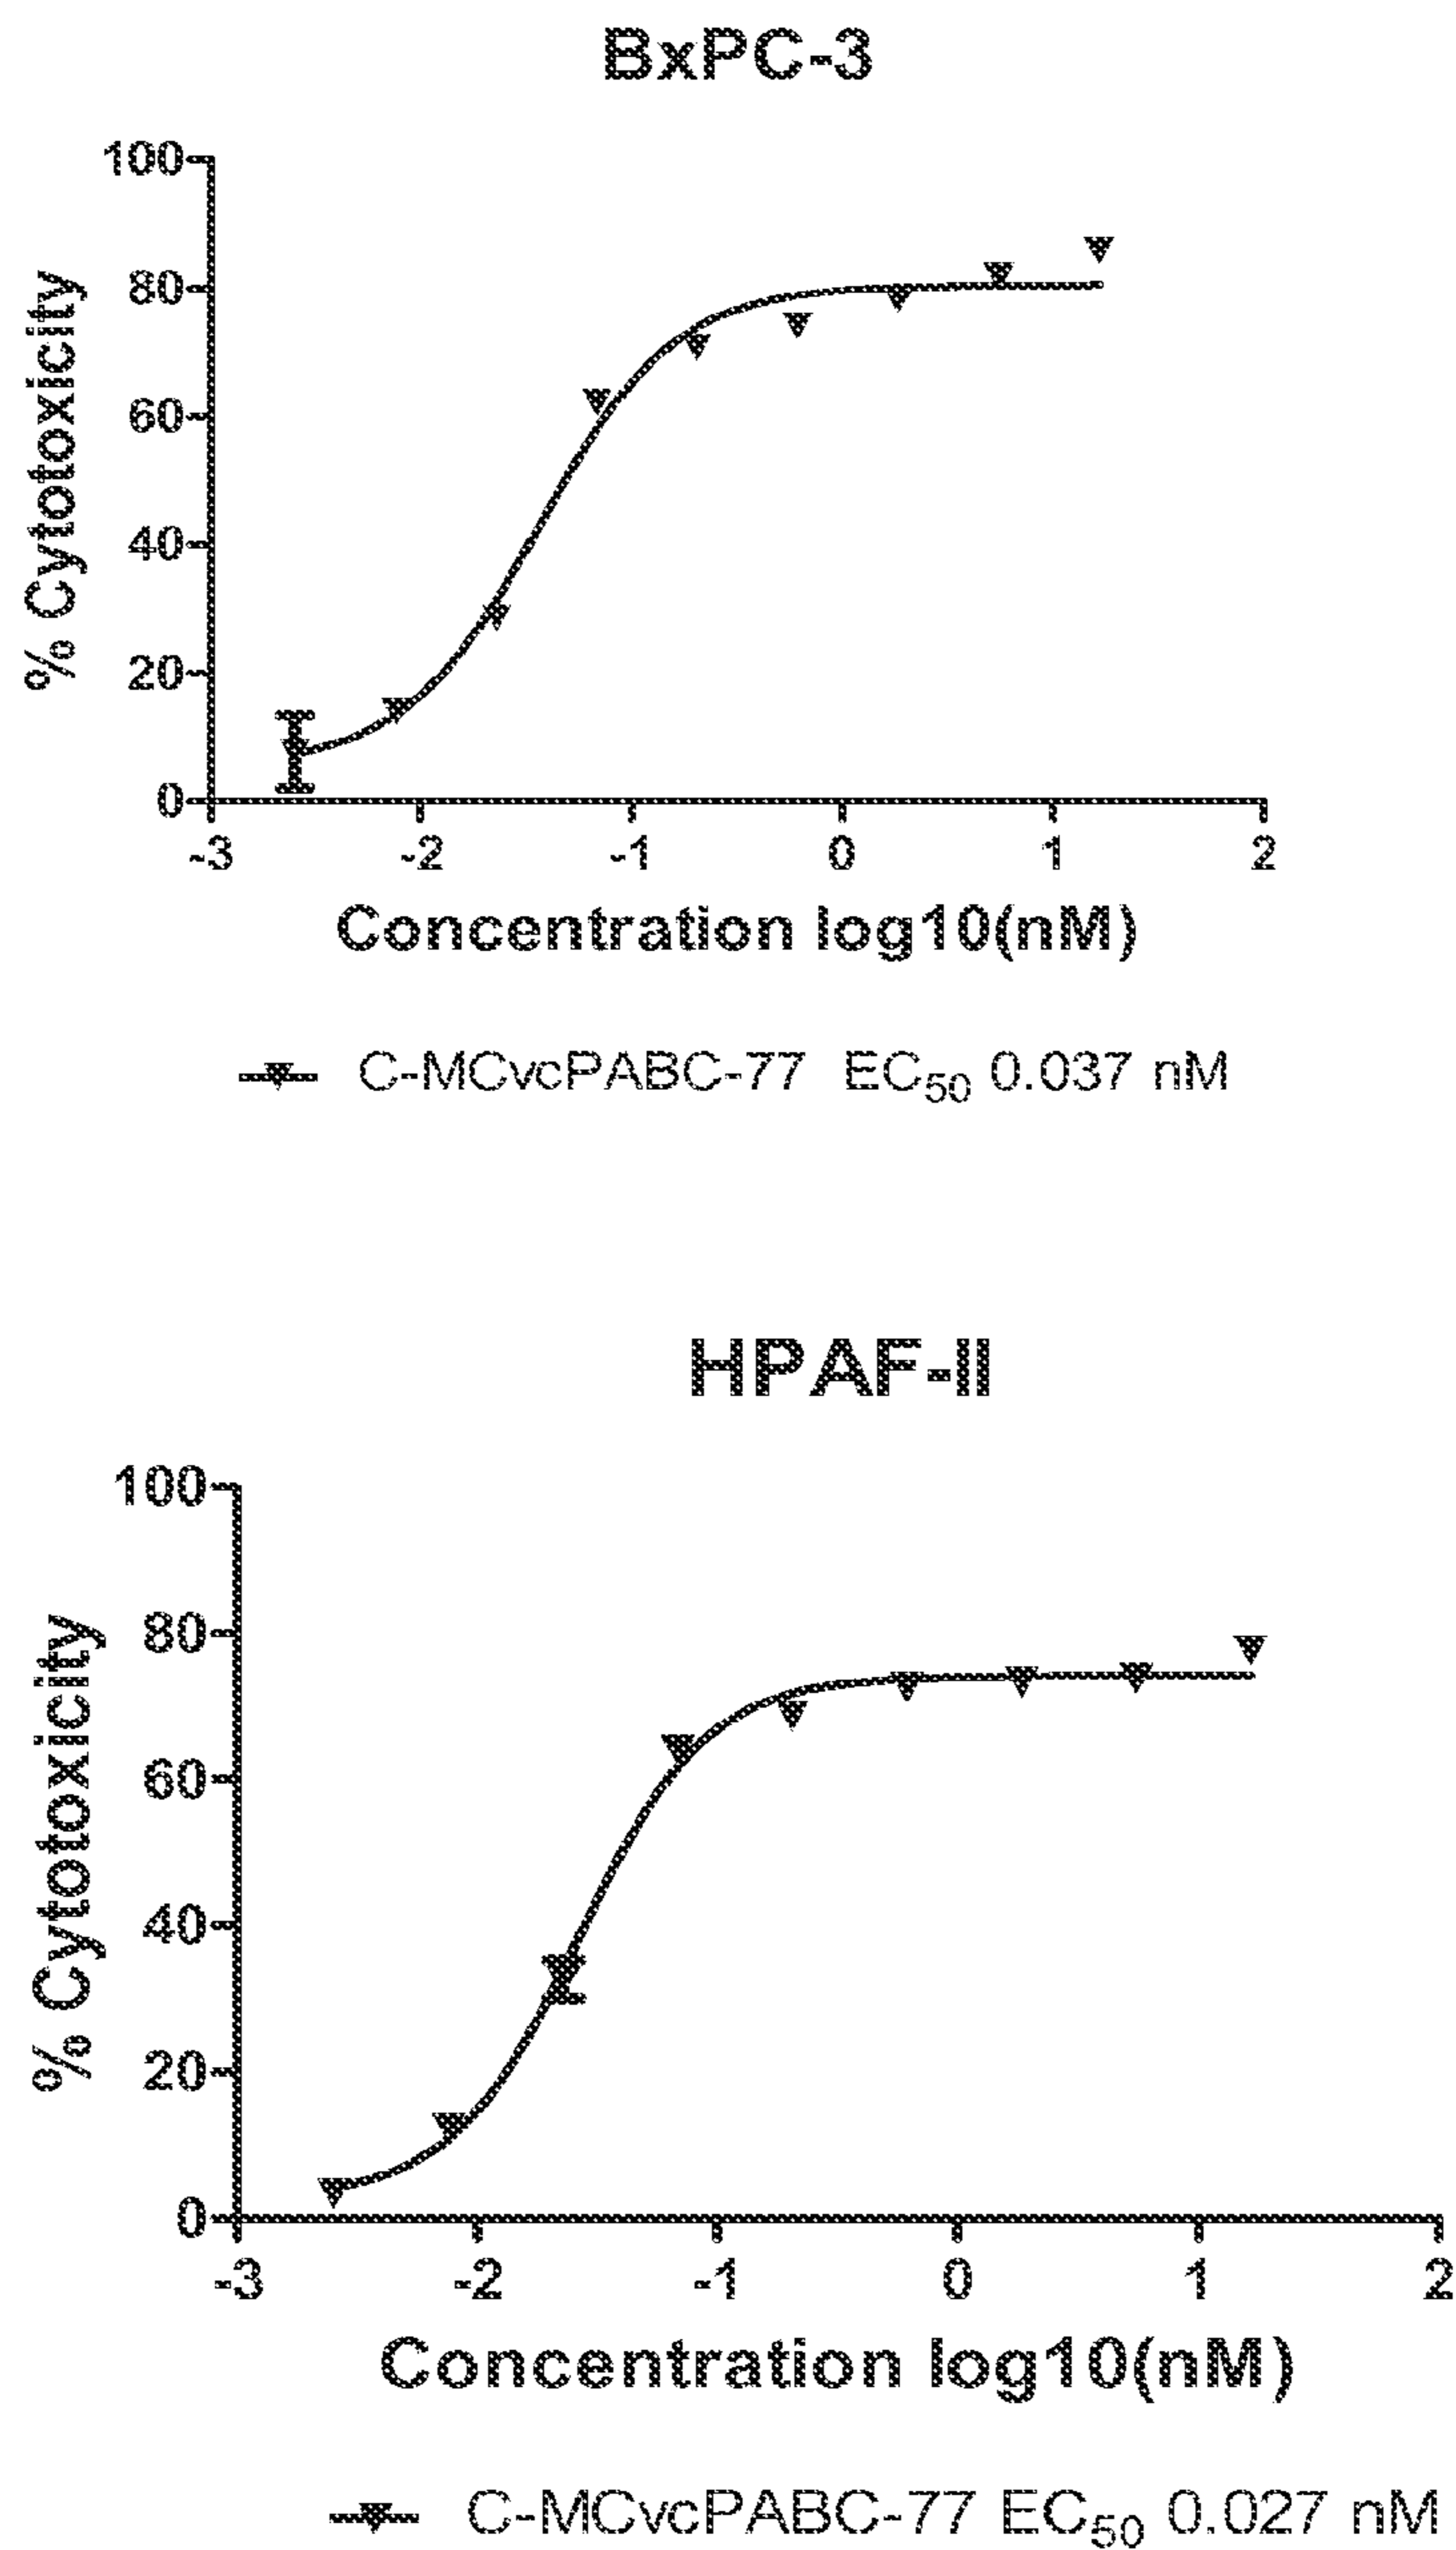 BxPC-3
100
80
60
40
20
0
% Cytotoxicity
-3 -2 -1 0 1 2
Concentration log10(nM)
C-MCvcPABC-77 EC50 0.037 nM
HPAF-II
100
80
60
40
20
0
% Cytotoxicity
-3 -2 -1 0 1 2
Concentration log10(nM)
C-MCvcPABC-77 EC50 0.027 nM